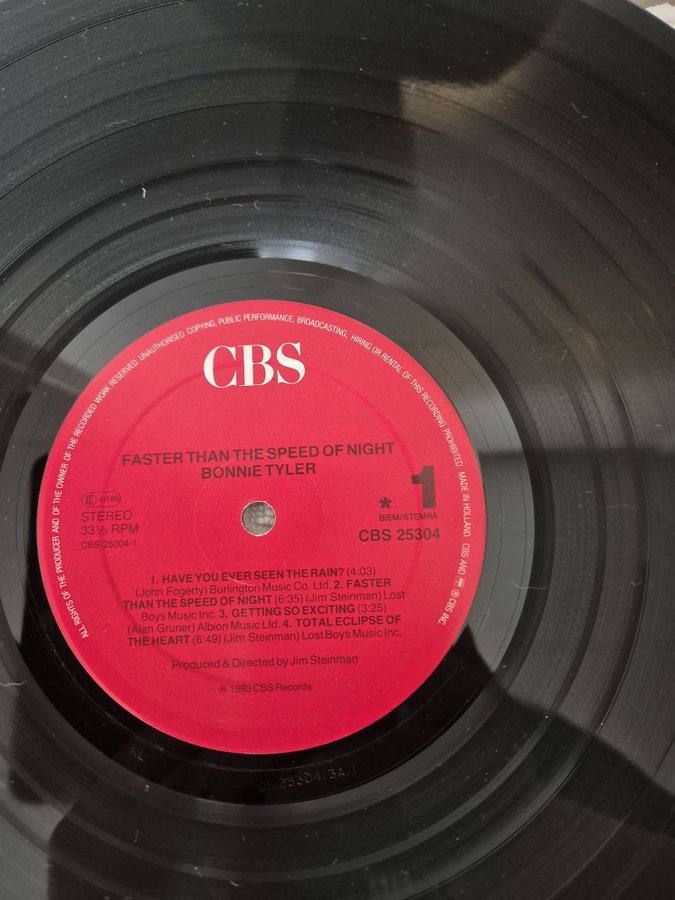 ALL RIGHTS OF THE PRODUCER AND OF THE OWNER OF THE RECORDED WORK RESERVED. UNAUTHORISED COPYING, PUBLIC PERFORMANCE, BROADCASTING, HIRING OR RENTAL OF THIS RECORDING PROHIBITED. MADE IN HOLLAND CBS AND ℗ CBS INC.
CBS
FASTER THAN THE SPEED OF NIGHT
BONNIE TYLER
LC 0149
STEREO
33⅓ RPM
CBS 25304-1
* 1
BIEM/STEMRA
CBS 25304
1. HAVE YOU EVER SEEN THE RAIN? (4:03)
(John Fogerty) Burlington Music Co. Ltd. 2. FASTER
THAN THE SPEED OF NIGHT (6:35) (Jim Steinman) Lost
Boys Music Inc. 3. GETTING SO EXCITING (3:25)
(Alan Gruner) Albion Music Ltd. 4. TOTAL ECLIPSE OF
THE HEART (6:49) (Jim Steinman) Lost Boys Music Inc.
Produced & Directed by Jim Steinman
℗ 1983 CBS Records
NL
01-25304-3A-1